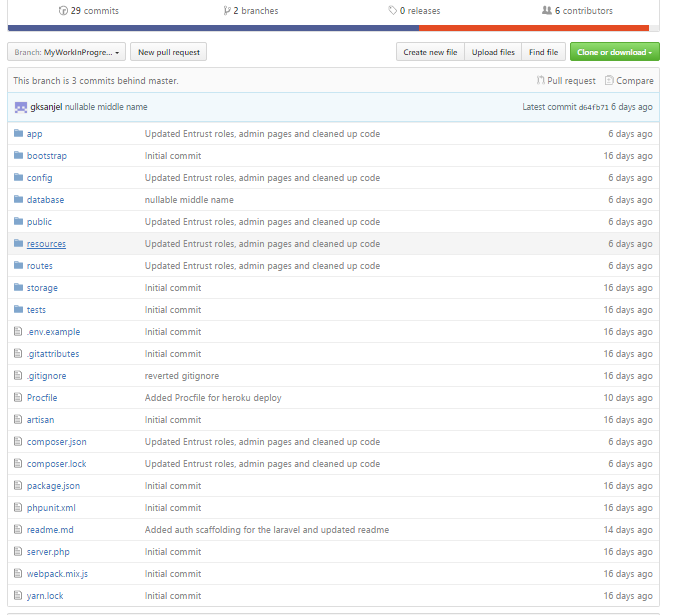 29 commits 2 branches 0 releases 6 contributors
Branch: MyWorkInProgre... New pull request Create new file Upload files Find file Clone or download
This branch is 3 commits behind master. Pull request Compare
gksanjel nullable middle name Latest commit d64fb71 6 days ago
app Updated Entrust roles, admin pages and cleaned up code 6 days ago
bootstrap Initial commit 16 days ago
config Updated Entrust roles, admin pages and cleaned up code 6 days ago
database nullable middle name 6 days ago
public Updated Entrust roles, admin pages and cleaned up code 6 days ago
resources Updated Entrust roles, admin pages and cleaned up code 6 days ago
routes Updated Entrust roles, admin pages and cleaned up code 6 days ago
storage Initial commit 16 days ago
tests Initial commit 16 days ago
.env.example Initial commit 16 days ago
.gitattributes Initial commit 16 days ago
.gitignore reverted gitignore 16 days ago
Procfile Added Procfile for heroku deploy 10 days ago
artisan Initial commit 16 days ago
composer.json Updated Entrust roles, admin pages and cleaned up code 6 days ago
composer.lock Updated Entrust roles, admin pages and cleaned up code 6 days ago
package.json Initial commit 16 days ago
phpunit.xml Initial commit 16 days ago
readme.md Added auth scaffolding for the laravel and updated readme 14 days ago
server.php Initial commit 16 days ago
webpack.mix.js Initial commit 16 days ago
yarn.lock Initial commit 16 days ago